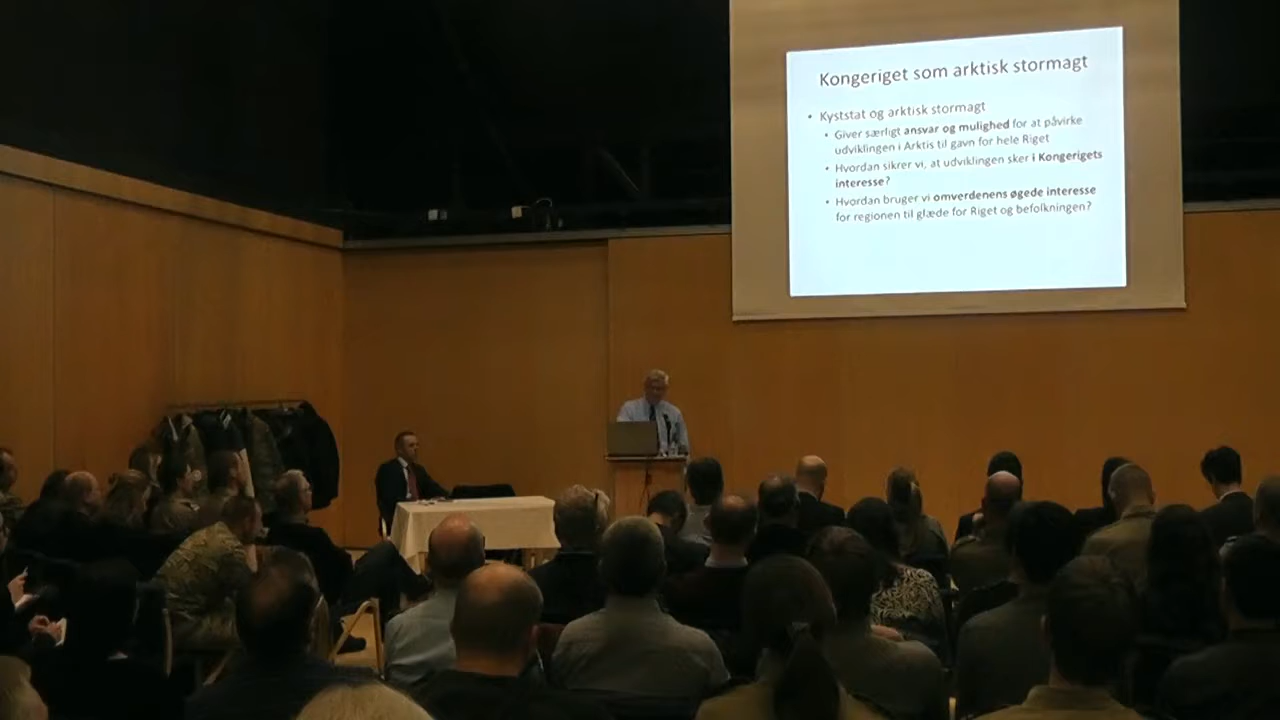 Kongeriget som arktisk stormagt
• Kyststat og arktisk stormagt
• Giver særligt ansvar og mulighed for at påvirke
udviklingen i Arktis til gavn for hele Riget
• Hvordan sikrer vi, at udviklingen sker i Kongerigets
interesse?
• Hvordan bruger vi omverdenens øgede interesse
for regionen til glæde for Riget og befolkningen?